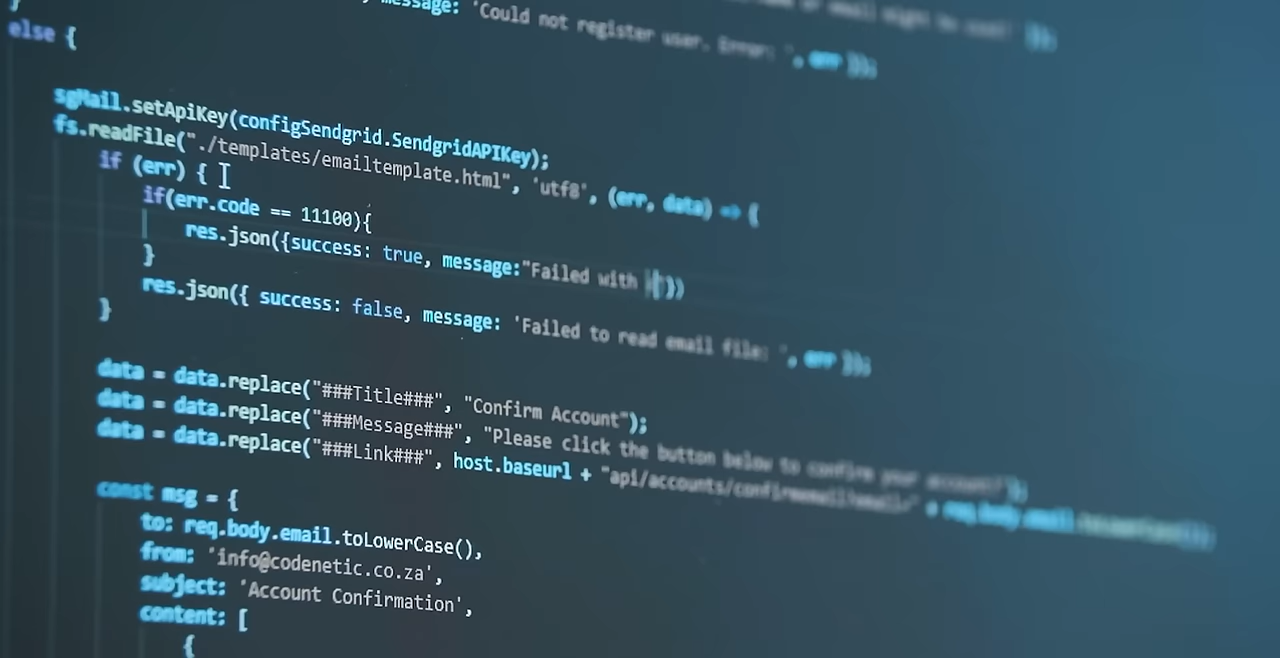 }
message: 'Could not register user. Error: ', err });
else {
sgMail.setApiKey(configSendgrid.SendgridAPIKey);
fs.readFile("./templates/emailtemplate.html", 'utf8', (err, data) => {
if (err) {
if(err.code == 11100){
res.json({success: true, message:"Failed with "})
}
res.json({ success: false, message: 'Failed to read email file: ', err });
}
data = data.replace("###Title###", "Confirm Account");
data = data.replace("###Message###", "Please click the button below to confirm your account!");
data = data.replace("###Link###", host.baseurl + "api/accounts/confirmemail?email=" + req.body.email.toLowerCase());
const msg = {
to: req.body.email.toLowerCase(),
from: 'info@codenetic.co.za',
subject: 'Account Confirmation',
content: [
{